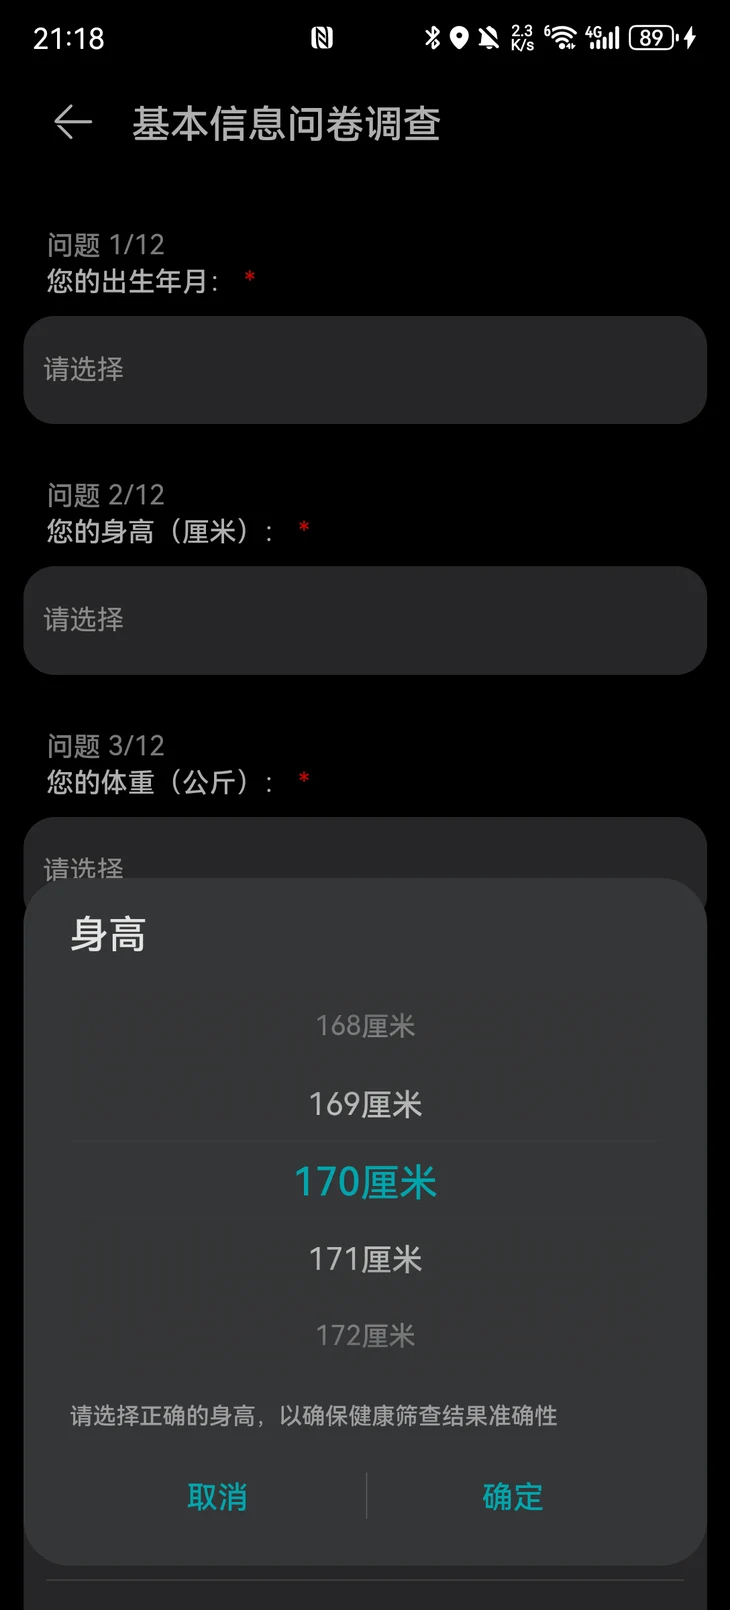 21:18
2.3 K/s
6
4G
89
基本信息问卷调查
问题 1/12
您的出生年月： *
请选择
问题 2/12
您的身高（厘米）： *
请选择
问题 3/12
您的体重（公斤）： *
请选择
身高
168厘米
169厘米
170厘米
171厘米
172厘米
请选择正确的身高，以确保健康筛查结果准确性
取消
确定